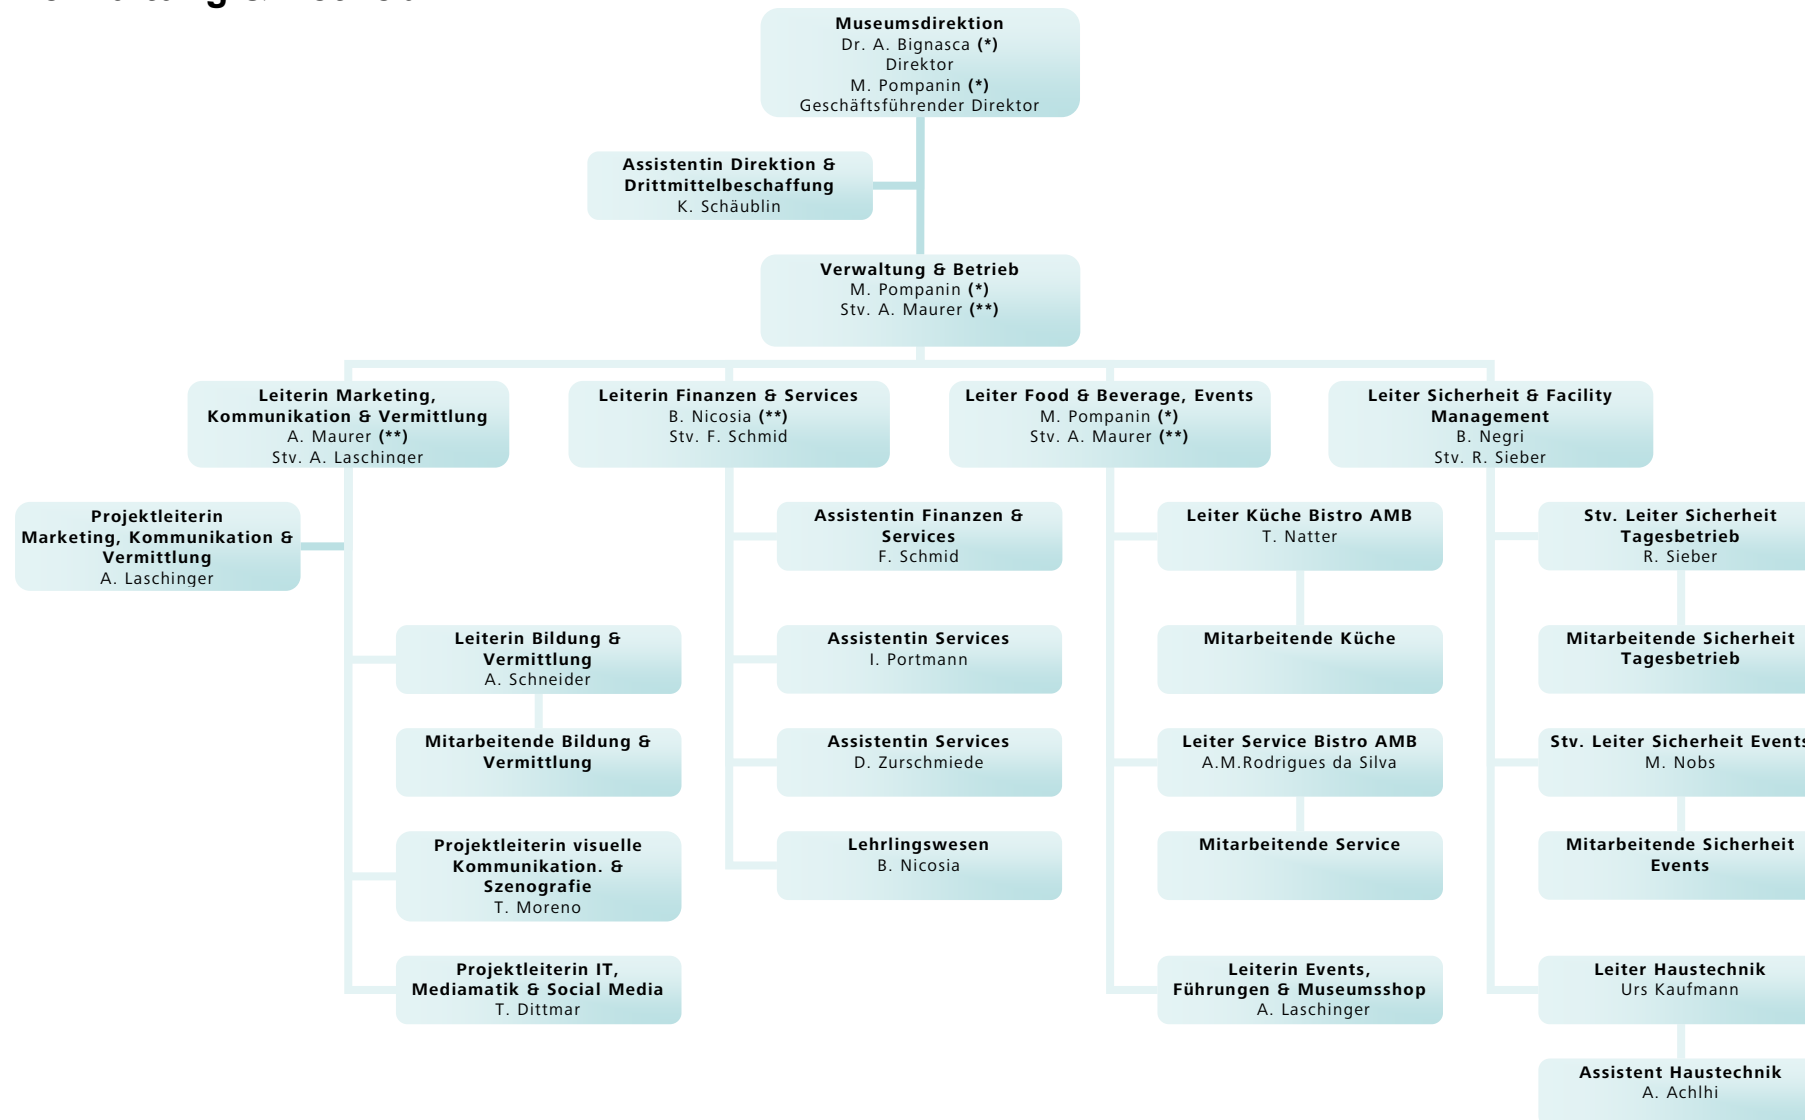 Museumsdirektion
Dr. A. Bignasca (*)
Direktor
M. Pompanin (*)
Geschäftsführender Direktor
Assistentin Direktion &
Drittmittelbeschaffung
K. Schäublin
Verwaltung & Betrieb
M. Pompanin (*)
Stv. A. Maurer (**)
Leiterin Marketing,
Kommunikation & Vermittlung
A. Maurer (**)
Stv. A. Laschinger
Leiterin Finanzen & Services
B. Nicosia (**)
Stv. F. Schmid
Leiter Food & Beverage, Events
M. Pompanin (*)
Stv. A. Maurer (**)
Leiter Sicherheit & Facility
Management
B. Negri
Stv. R. Sieber
Projektleiterin
Marketing, Kommunikation &
Vermittlung
A. Laschinger
Assistentin Finanzen &
Services
F. Schmid
Leiter Küche Bistro AMB
T. Natter
Stv. Leiter Sicherheit
Tagesbetrieb
R. Sieber
Leiterin Bildung &
Vermittlung
A. Schneider
Assistentin Services
I. Portmann
Mitarbeitende Küche
Mitarbeitende Sicherheit
Tagesbetrieb
Mitarbeitende Bildung &
Vermittlung
Assistentin Services
D. Zurschmiede
Leiter Service Bistro AMB
A.M.Rodrigues da Silva
Stv. Leiter Sicherheit Events
M. Nobs
Projektleiterin visuelle
Kommunikation. &
Szenografie
T. Moreno
Lehrlingswesen
B. Nicosia
Mitarbeitende Service
Mitarbeitende Sicherheit
Events
Projektleiterin IT,
Mediamatik & Social Media
T. Dittmar
Leiterin Events,
Führungen & Museumsshop
A. Laschinger
Leiter Haustechnik
Urs Kaufmann
Assistent Haustechnik
A. Achlhi